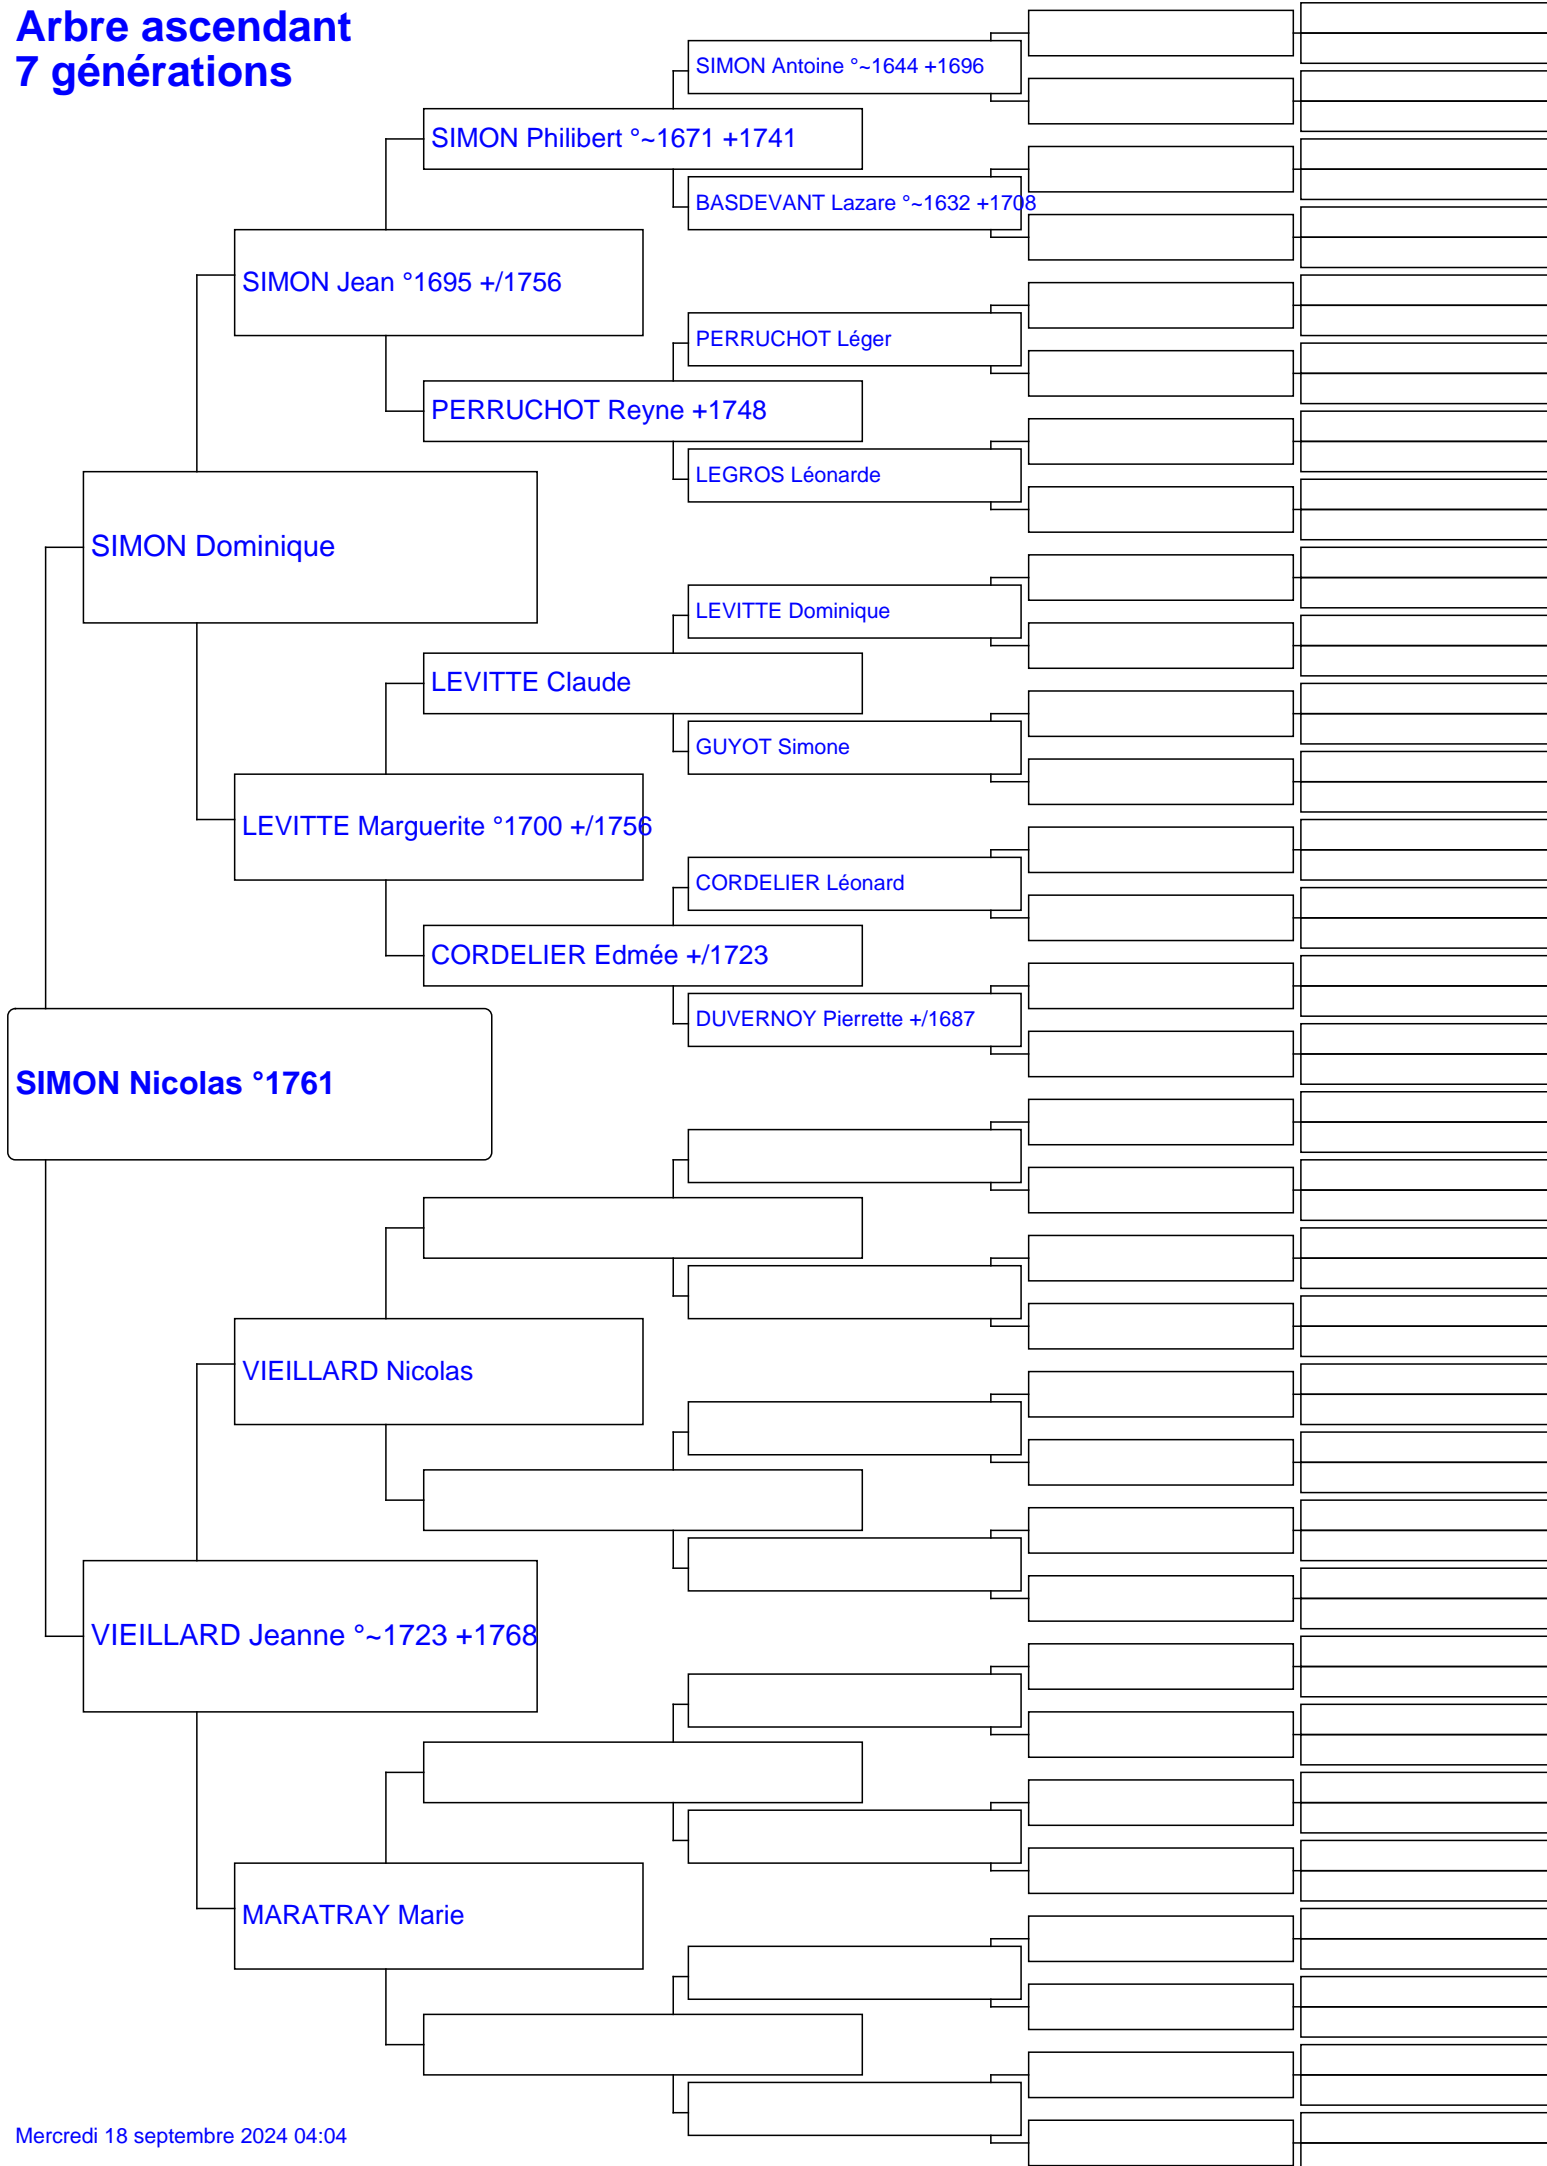 Arbre ascendant
7 générations
SIMON Antoine °~1644 +1696
SIMON Philibert °~1671 +1741
BASDEVANT Lazare °~1632 +1708
SIMON Jean °1695 +/1756
PERRUCHOT Léger
PERRUCHOT Reyne +1748
LEGROS Léonarde
SIMON Dominique
LEVITTE Dominique
LEVITTE Claude
GUYOT Simone
LEVITTE Marguerite °1700 +/1756
CORDELIER Léonard
CORDELIER Edmée +/1723
DUVERNOY Pierrette +/1687
SIMON Nicolas °1761
VIEILLARD Nicolas
VIEILLARD Jeanne °~1723 +1768
MARATRAY Marie
Mercredi 18 septembre 2024 04:04